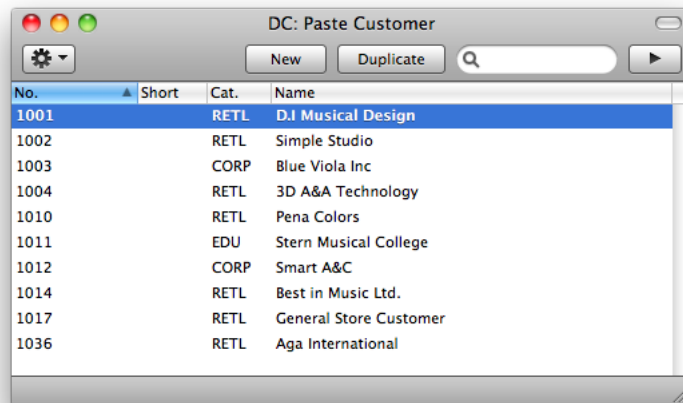 DC: Paste Customer
New Duplicate
No. Short Cat. Name
1001 RETL D.I Musical Design
1002 RETL Simple Studio
1003 CORP Blue Viola Inc
1004 RETL 3D A&A Technology
1010 RETL Pena Colors
1011 EDU Stern Musical College
1012 CORP Smart A&C
1014 RETL Best in Music Ltd.
1017 RETL General Store Customer
1036 RETL Aga International